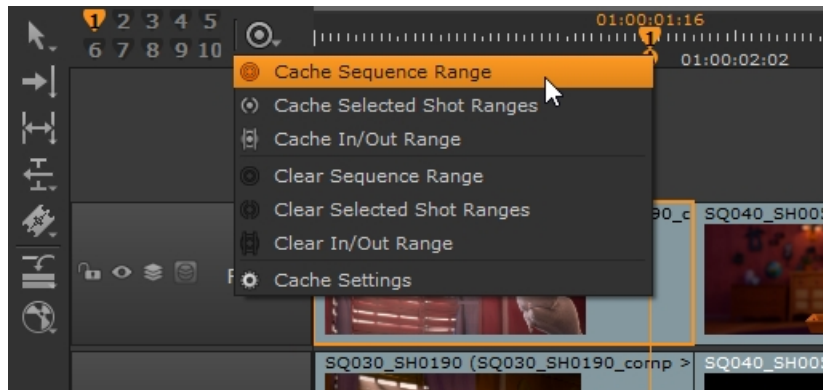 1 2 3 4 5
6 7 8 9 10
01:00:01:16
1
01:00:02:02
Cache Sequence Range
Cache Selected Shot Ranges
Cache In/Out Range
Clear Sequence Range
Clear Selected Shot Ranges
Clear In/Out Range
Cache Settings
90_c
SQ040_SH00
SQ030_SH0190 (SQ030_SH0190_comp >
SQ040_SH00